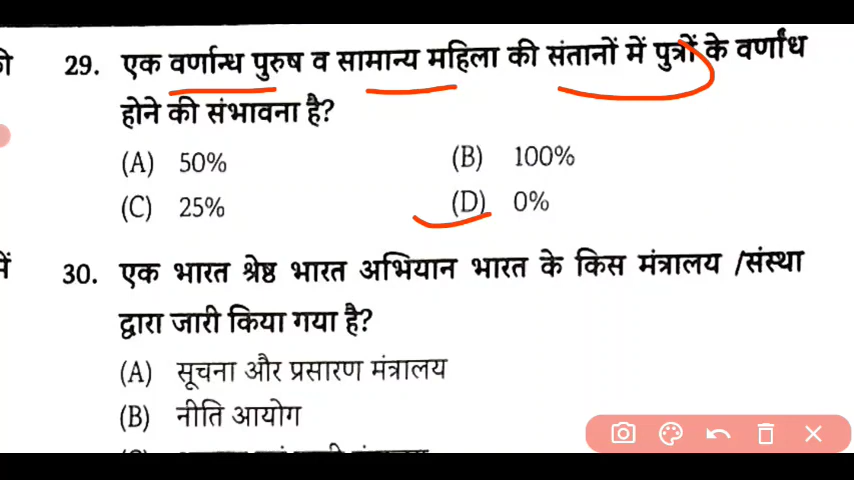 29. एक वर्णान्ध पुरुष व सामान्य महिला की संतानों में पुत्रों के वर्णांध
होने की संभावना है?
(A) 50% (B) 100%
(C) 25% (D) 0%
30. एक भारत श्रेष्ठ भारत अभियान भारत के किस मंत्रालय /संस्था
द्वारा जारी किया गया है?
(A) सूचना और प्रसारण मंत्रालय
(B) नीति आयोग